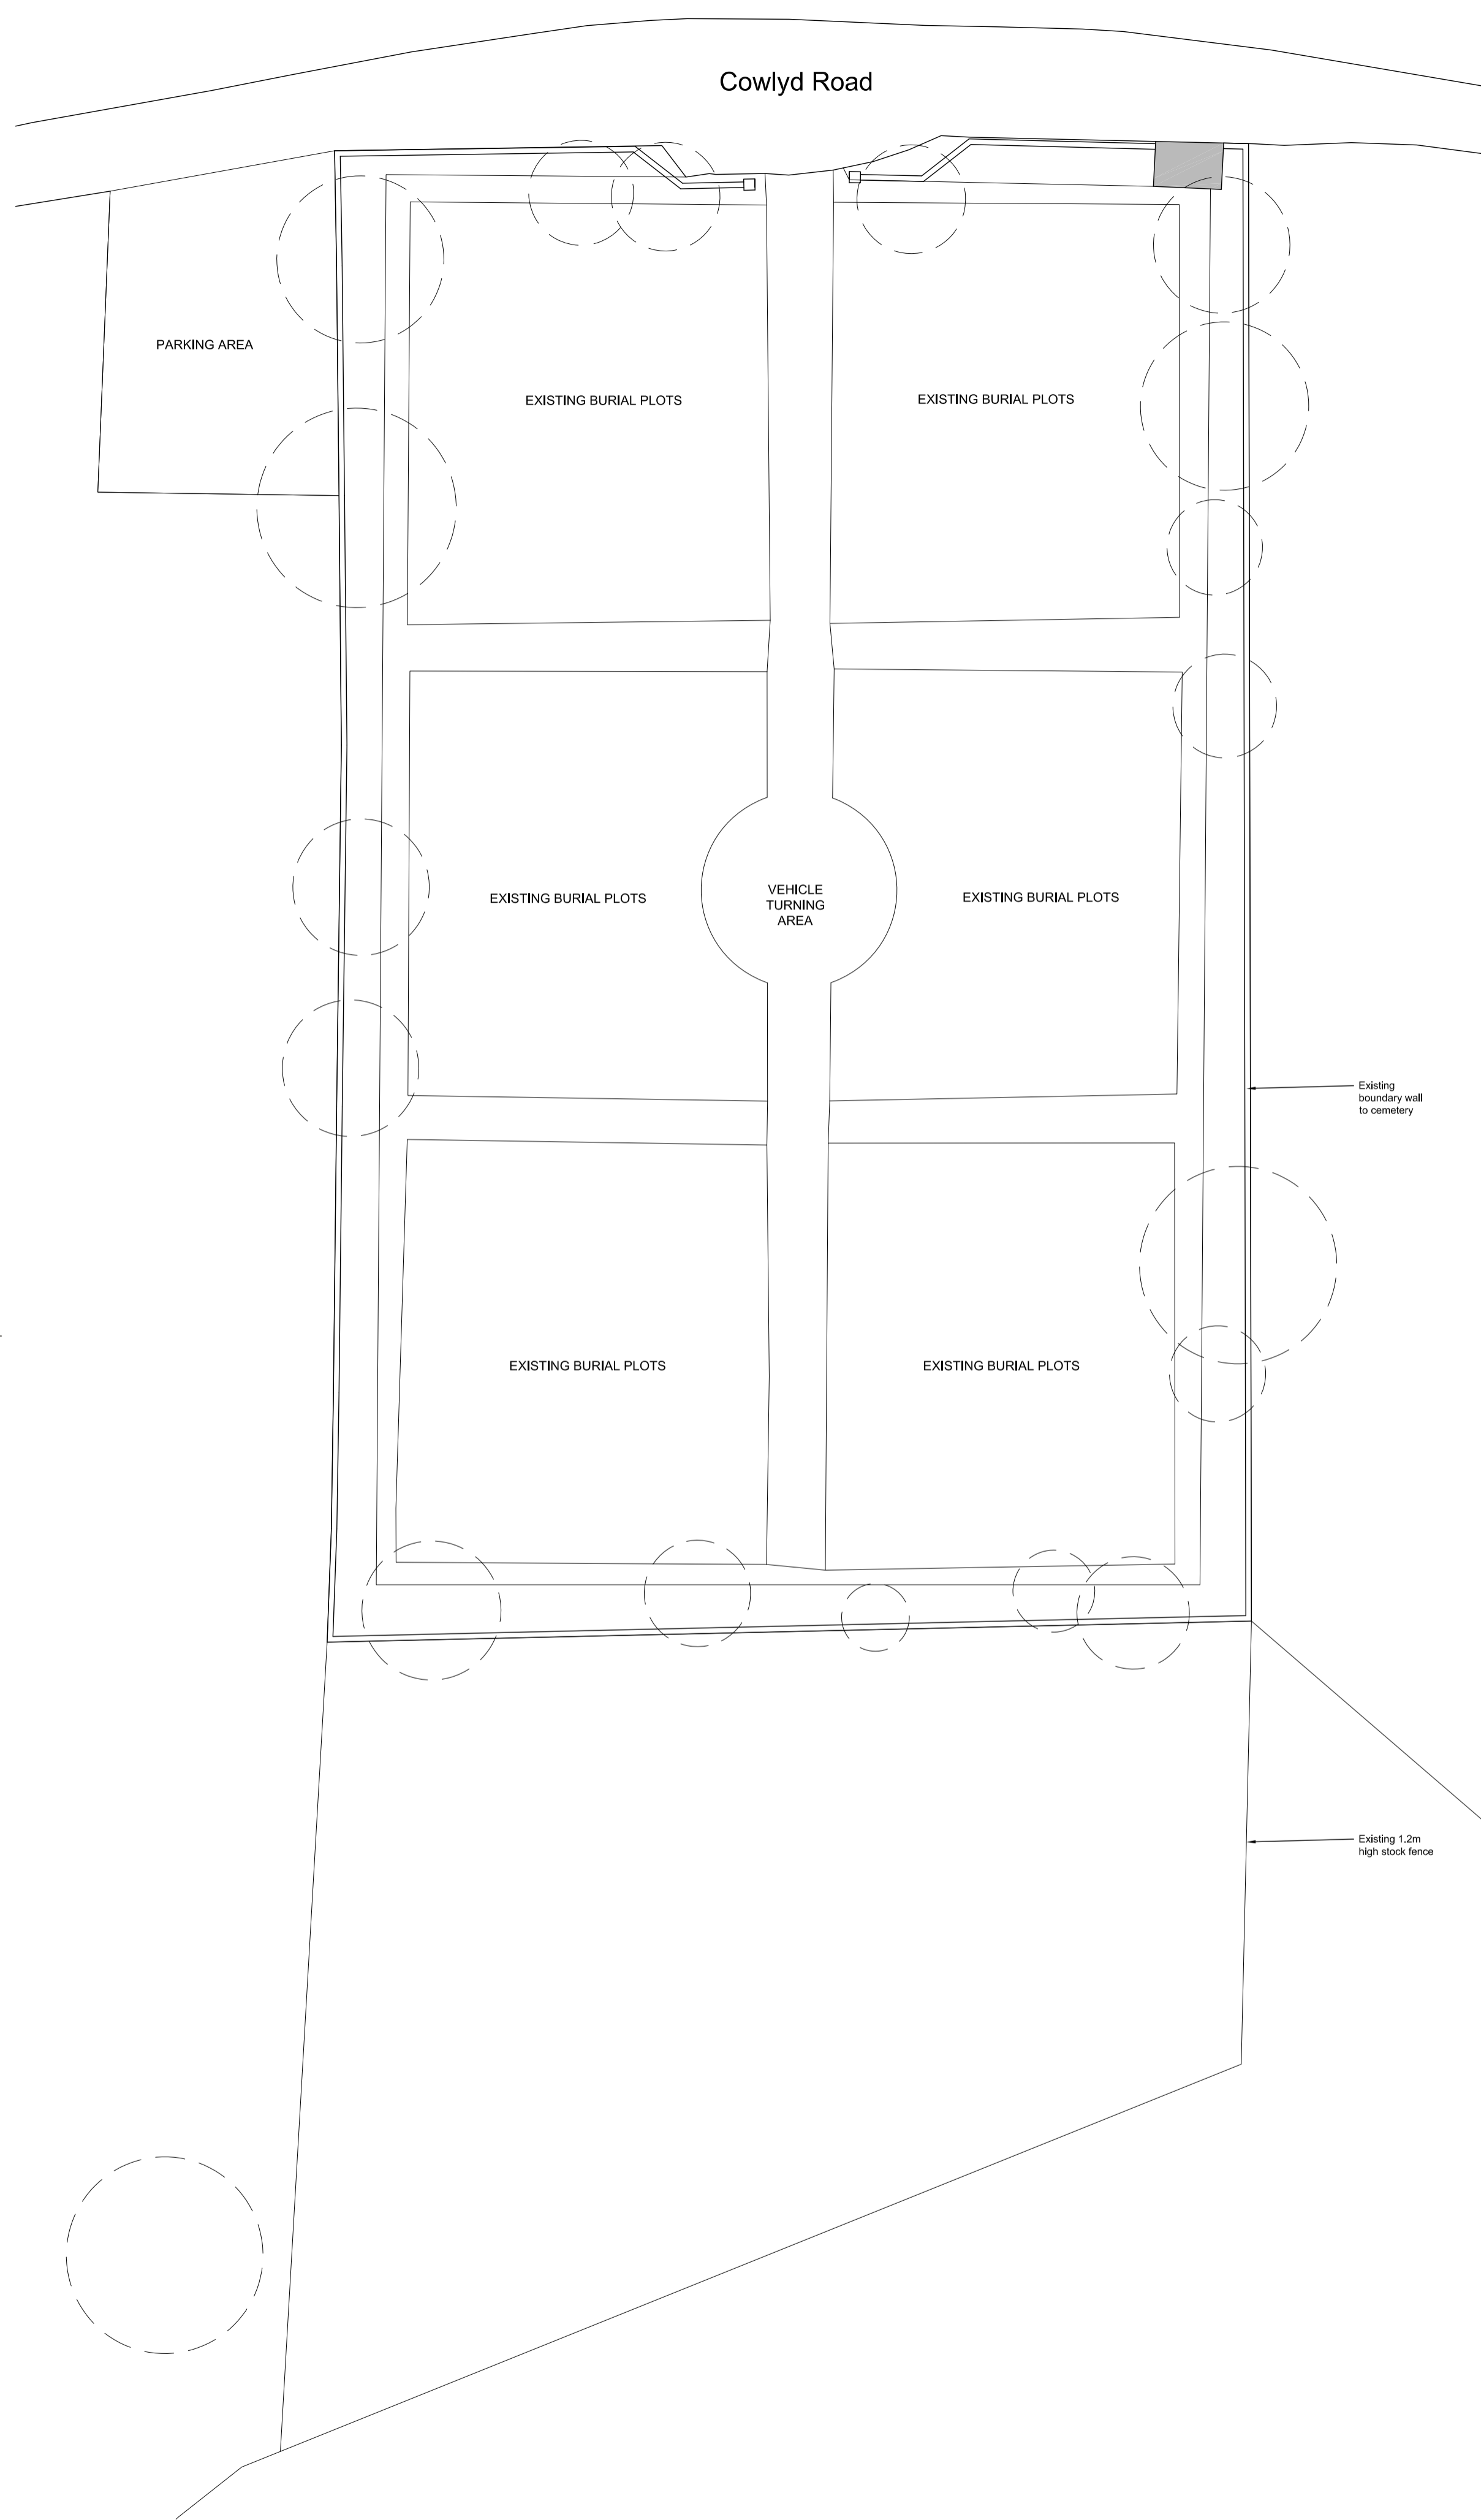 Cowlyd Road
PARKING AREA
EXISTING BURIAL PLOTS
EXISTING BURIAL PLOTS
EXISTING BURIAL PLOTS
VEHICLE
TURNING
AREA
EXISTING BURIAL PLOTS
Existing
boundary wall
to cemetery
EXISTING BURIAL PLOTS
EXISTING BURIAL PLOTS
Existing 1.2m
high stock fence